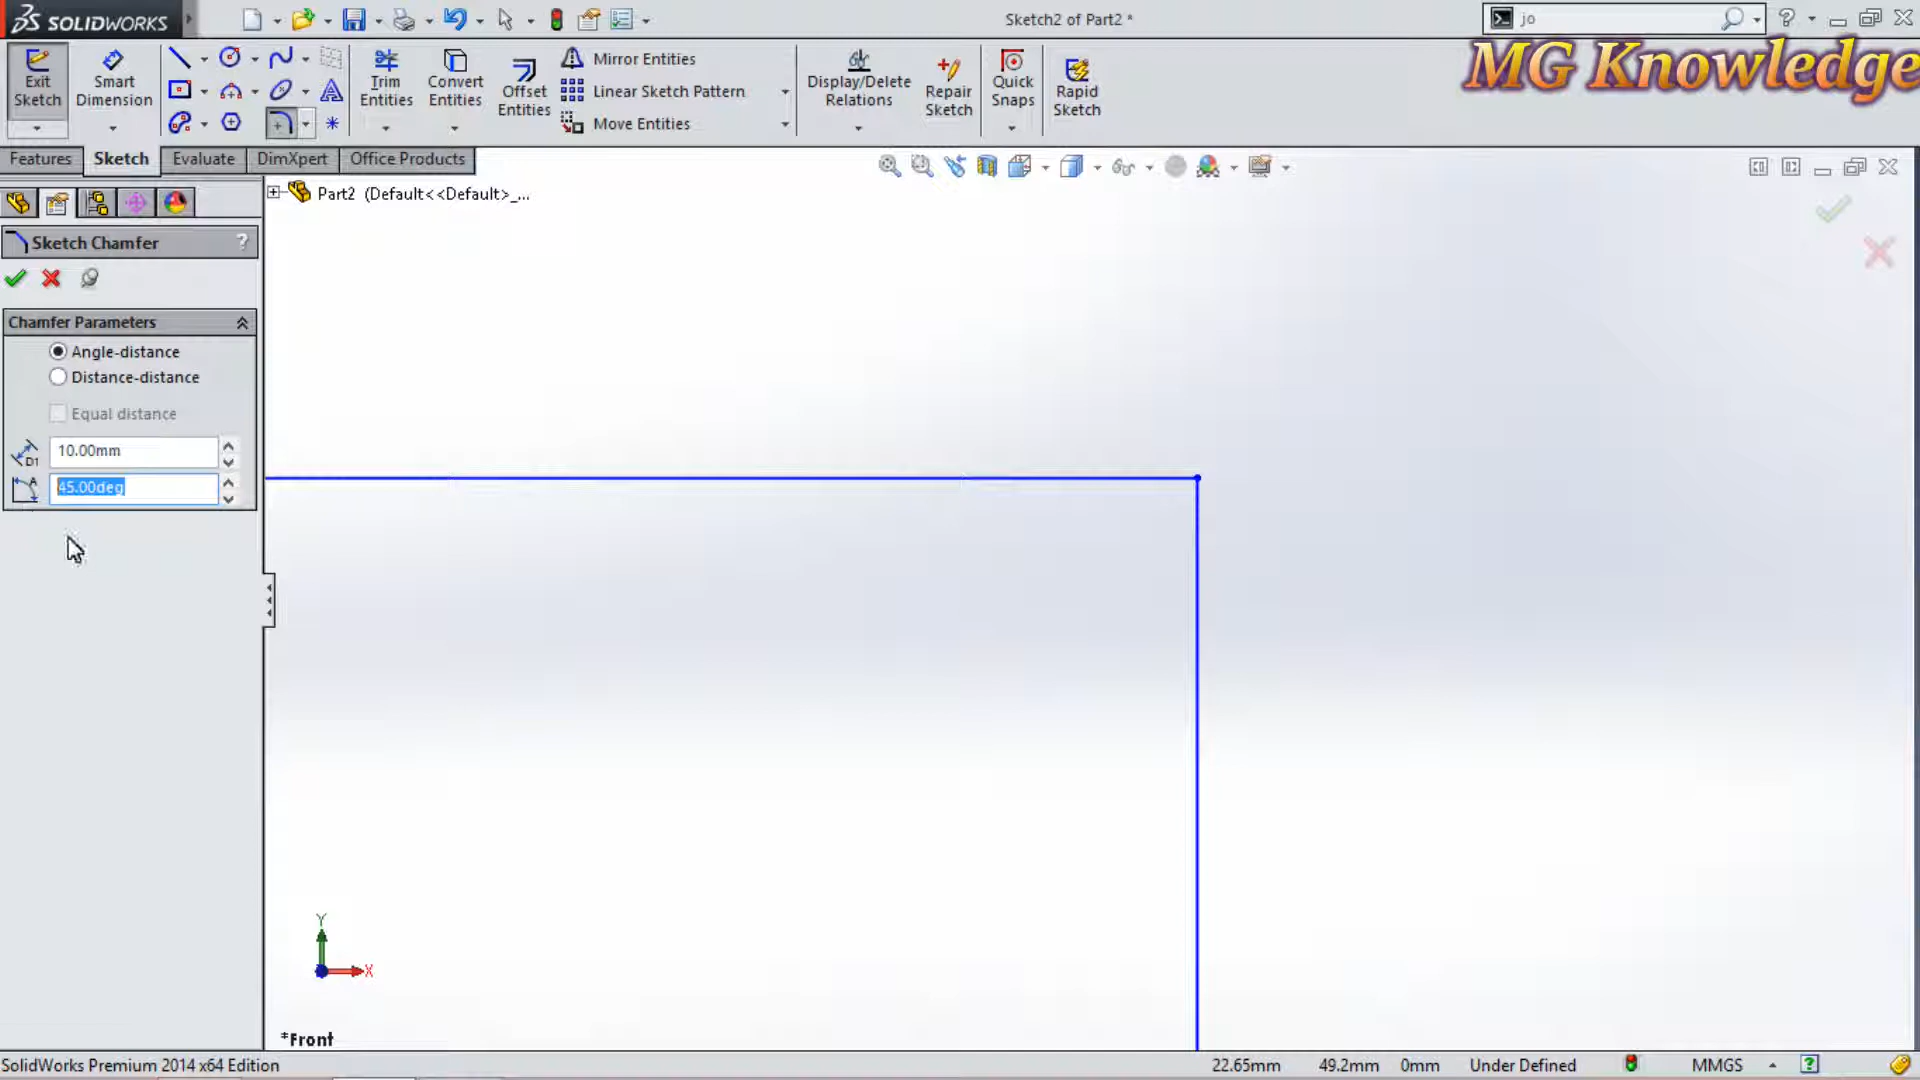 SOLIDWORKS
Sketch2 of Part2 *
jo
MG Knowledge
Exit Sketch
Smart Dimension
Trim Entities
Convert Entities
Offset Entities
Mirror Entities
Linear Sketch Pattern
Move Entities
Display/Delete Relations
Repair Sketch
Quick Snaps
Rapid Sketch
Features Sketch Evaluate DimXpert Office Products
Part2 (Default<<Default>_...
Sketch Chamfer ?
Chamfer Parameters
Angle-distance
Distance-distance
Equal distance
D1 10.00mm
A 45.00deg
Y
X
*Front
SolidWorks Premium 2014 x64 Edition 22.65mm 49.2mm 0mm Under Defined MMGS ?